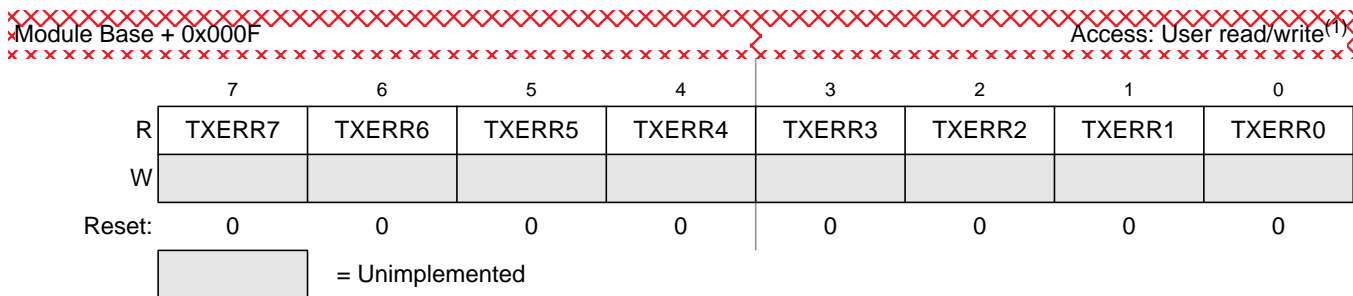 Module Base + 0x000F Access: User read/write(1)
7 6 5 4 3 2 1 0
R TXERR7 TXERR6 TXERR5 TXERR4 TXERR3 TXERR2 TXERR1 TXERR0
W
Reset: 0 0 0 0 0 0 0 0
= Unimplemented